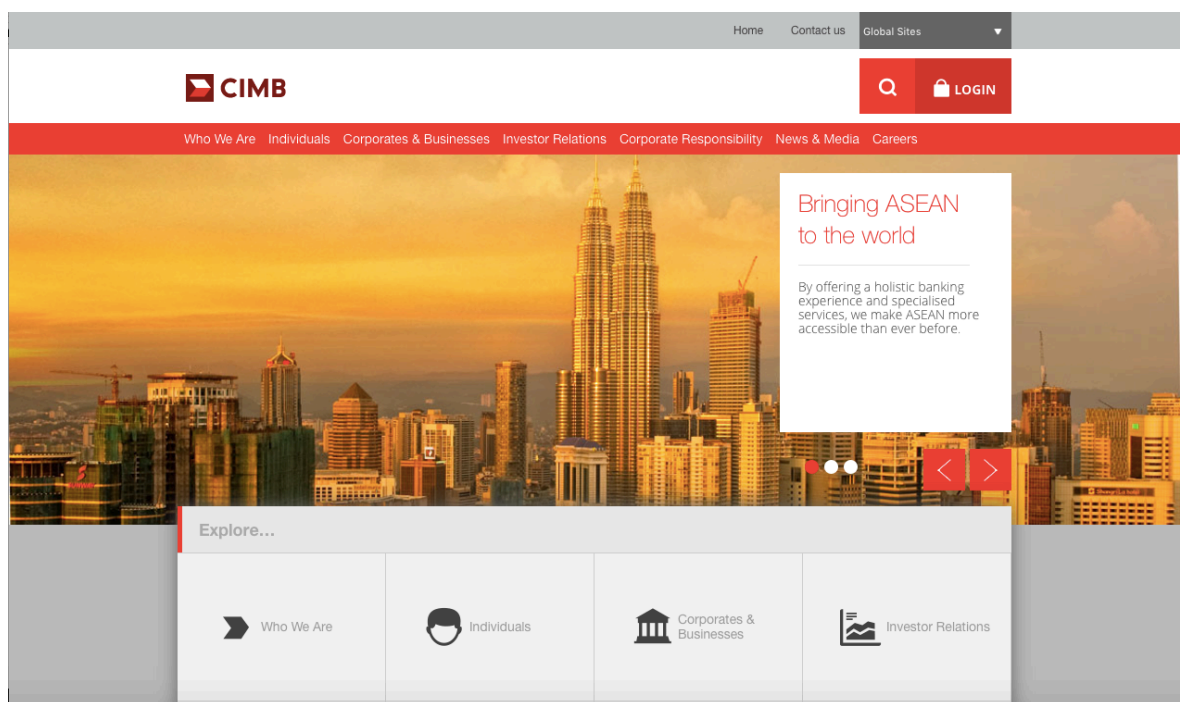 Home
Contact us
Global Sites
CIMB
LOGIN
Who We Are
Individuals
Corporates & Businesses
Investor Relations
Corporate Responsibility
News & Media
Careers
Bringing ASEAN
to the world
By offering a holistic banking
experience and specialised
services, we make ASEAN more
accessible than ever before.
Explore...
Who We Are
Individuals
Corporates &
Businesses
Investor Relations